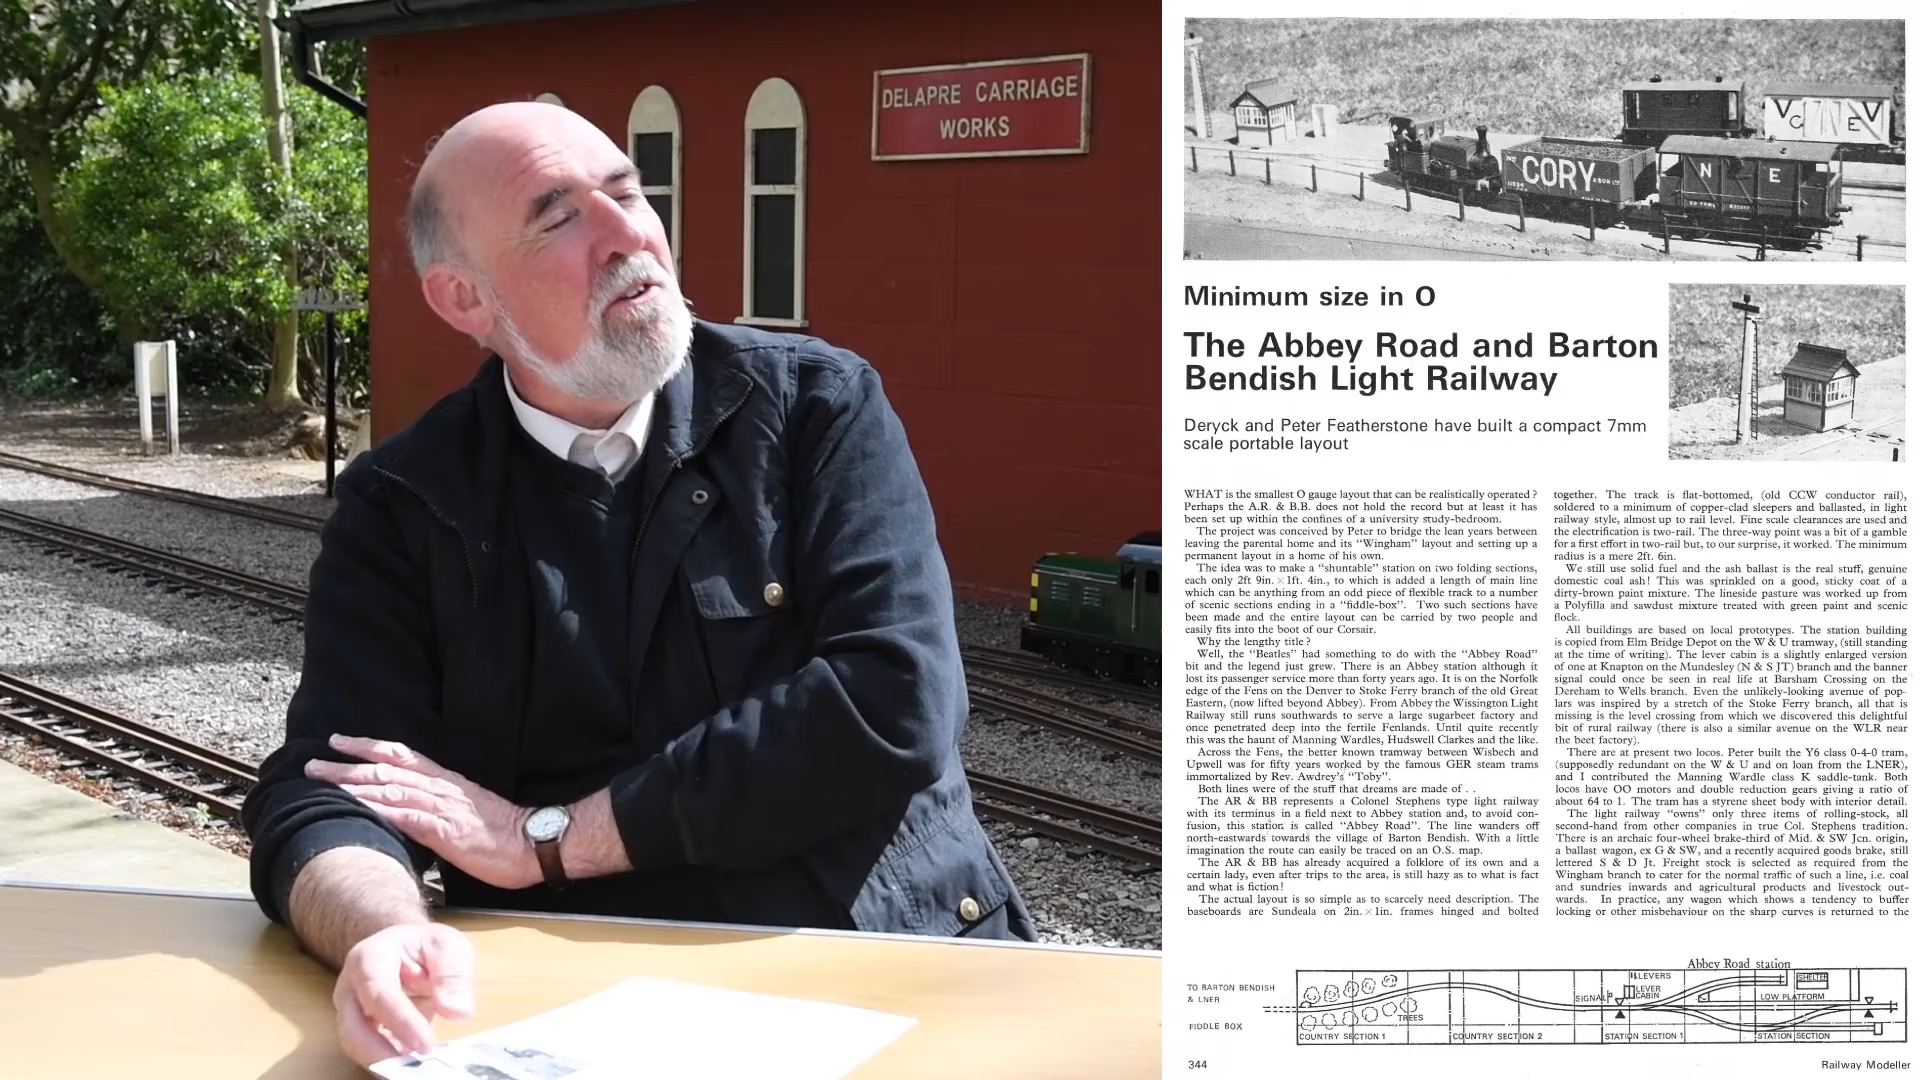 DELAPRE CARRIAGE
WORKS
CORY
N E
V V
C E
Minimum size in O
The Abbey Road and Barton
Bendish Light Railway
Deryck and Peter Featherstone have built a compact 7mm
scale portable layout
WHAT is the smallest O gauge layout that can be realistically operated?
Perhaps the A.R. & B.B. does not hold the record but at least it has
been set up within the confines of a university study-bedroom.
The project was conceived by Peter to bridge the lean years between
leaving the parental home and its "Wingham" layout and setting up a
permanent layout in a home of his own.
The idea was to make a "shuntable" station on two folding sections,
each only 2ft 9in. × 1ft. 4in., to which is added a length of main line
which can be anything from an odd piece of flexible track to a number
of scenic sections ending in a "fiddle-box". Two such sections have
been made and the entire layout can be carried by two people and
easily fits into the boot of our Corsair.
Why the lengthy title?
Well, the "Beatles" had something to do with the "Abbey Road"
bit and the legend just grew. There is an Abbey station although it
lost its passenger service more than forty years ago. It is on the Norfolk
edge of the Fens on the Denver to Stoke Ferry branch of the old Great
Eastern, (now lifted beyond Abbey). From Abbey the Wissington Light
Railway still runs southwards to serve a large sugarbeet factory and
once penetrated deep into the fertile Fenlands. Until quite recently
this was the haunt of Manning Wardles, Hudswell Clarkes and the like.
Across the Fens, the better known tramway between Wisbech and
Upwell was for fifty years worked by the famous GER steam trams
immortalized by Rev. Awdrey's "Toby".
Both lines were of the stuff that dreams are made of . .
The AR & BB represents a Colonel Stephens type light railway
with its terminus in a field next to Abbey station and, to avoid con-
fusion, this station is called "Abbey Road". The line wanders off
north-eastwards towards the village of Barton Bendish. With a little
imagination the route can easily be traced on an O.S. map.
The AR & BB has already acquired a folklore of its own and a
certain lady, even after trips to the area, is still hazy as to what is fact
and what is fiction!
The actual layout is so simple as to scarcely need description. The
baseboards are Sundeala on 2in. × 1in. frames hinged and bolted
together. The track is flat-bottomed, (old CCW conductor rail),
soldered to a minimum of copper-clad sleepers and ballasted, in light
railway style, almost up to rail level. Fine scale clearances are used and
the electrification is two-rail. The three-way point was a bit of a gamble
for a first effort in two-rail but, to our surprise, it worked. The minimum
radius is a mere 2ft. 6in.
We still use solid fuel and the ash ballast is the real stuff, genuine
domestic coal ash! This was sprinkled on a good, sticky coat of a
dirty-brown paint mixture. The lineside pasture was worked up from
a Polyfilla and sawdust mixture treated with green paint and scenic
flock.
All buildings are based on local prototypes. The station building
is copied from Elm Bridge Depot on the W & U tramway, (still standing
at the time of writing). The lever cabin is a slightly enlarged version
of one at Knapton on the Mundesley (N & S JT) branch and the banner
signal could once be seen in real life at Barsham Crossing on the
Dereham to Wells branch. Even the unlikely-looking avenue of pop-
lars was inspired by a stretch of the Stoke Ferry branch, all that is
missing is the level crossing from which we discovered this delightful
bit of rural railway (there is also a similar avenue on the WLR near
the beet factory).
There are at present two locos. Peter built the Y6 class 0-4-0 tram,
(supposedly redundant on the W & U and on loan from the LNER),
and I contributed the Manning Wardle class K saddle-tank. Both
locos have OO motors and double reduction gears giving a ratio of
about 64 to 1. The tram has a styrene sheet body with interior detail.
The light railway "owns" only three items of rolling-stock, all
second-hand from other companies in true Col. Stephens tradition.
There is an archaic four-wheel brake-third of Mid. & SW Jcn. origin,
a ballast wagon, ex G & SW, and a recently acquired goods brake, still
lettered S & D Jt. Freight stock is selected as required from the
Wingham branch to cater for the normal traffic of such a line, i.e. coal
and sundries inwards and agricultural products and livestock out-
wards. In practice, any wagon which shows a tendency to buffer
locking or other misbehaviour on the sharp curves is returned to the
Abbey Road station
TO BARTON BENDISH
& LNER
FIDDLE BOX
TREES
SIGNAL
LEVERS
LEVER
CABIN
SHELTER
LOW PLATFORM
COUNTRY SECTION 1
COUNTRY SECTION 2
STATION SECTION 1
STATION SECTION
344
Railway Modeller